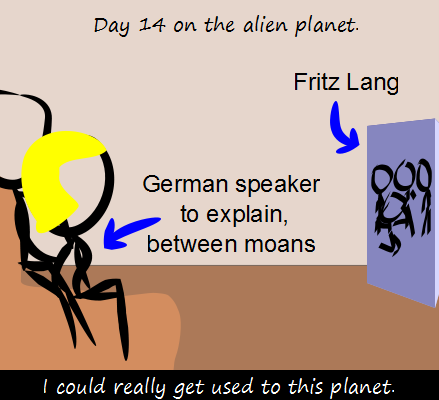 Day 14 on the alien planet.
Fritz Lang
German speaker
to explain,
between moans
I could really get used to this planet.